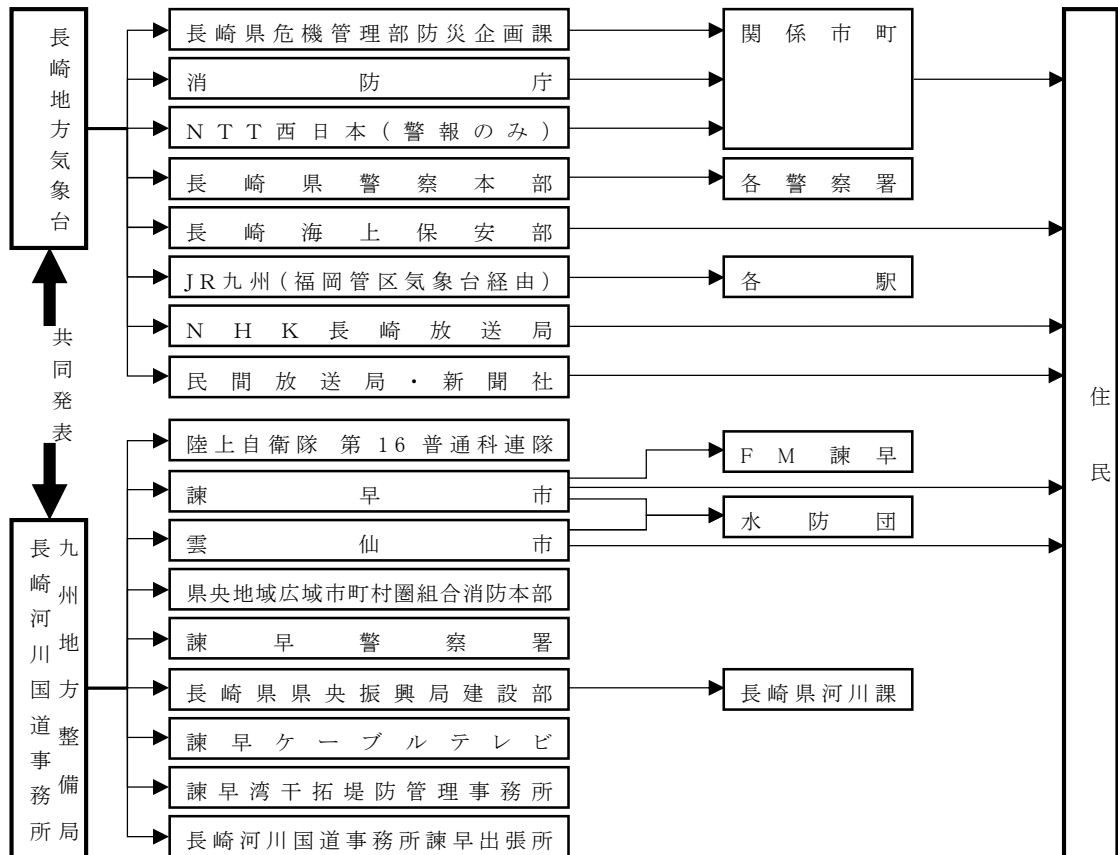 長崎地方気象台
共同発表
九州地方整備局
長崎河川国道事務所
長崎県危機管理部防災企画課
消防庁
NTT西日本(警報のみ)
長崎県警察本部
長崎海上保安部
JR九州(福岡管区気象台経由)
NHK長崎放送局
民間放送局・新聞社
陸上自衛隊 第16普通科連隊
諫早市
雲仙市
県央地域広域市町村圏組合消防本部
諫早警察署
長崎県県央振興局建設部
諫早ケーブルテレビ
諫早湾干拓堤防管理事務所
長崎河川国道事務所諫早出張所
関係市町
各警察署
各駅
FM諫早
水防団
長崎県河川課
住民